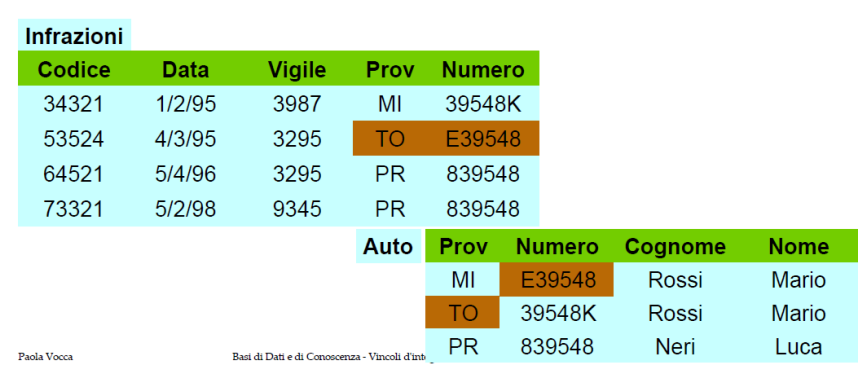 Infrazioni
Codice Data Vigile Prov Numero
34321 1/2/95 3987 MI 39548K
53524 4/3/95 3295 TO E39548
64521 5/4/96 3295 PR 839548
73321 5/2/98 9345 PR 839548
Auto Prov Numero Cognome Nome
MI E39548 Rossi Mario
TO 39548K Rossi Mario
PR 839548 Neri Luca
Paola Vocca Basi di Dati e di Conoscenza - Vincoli d'inte